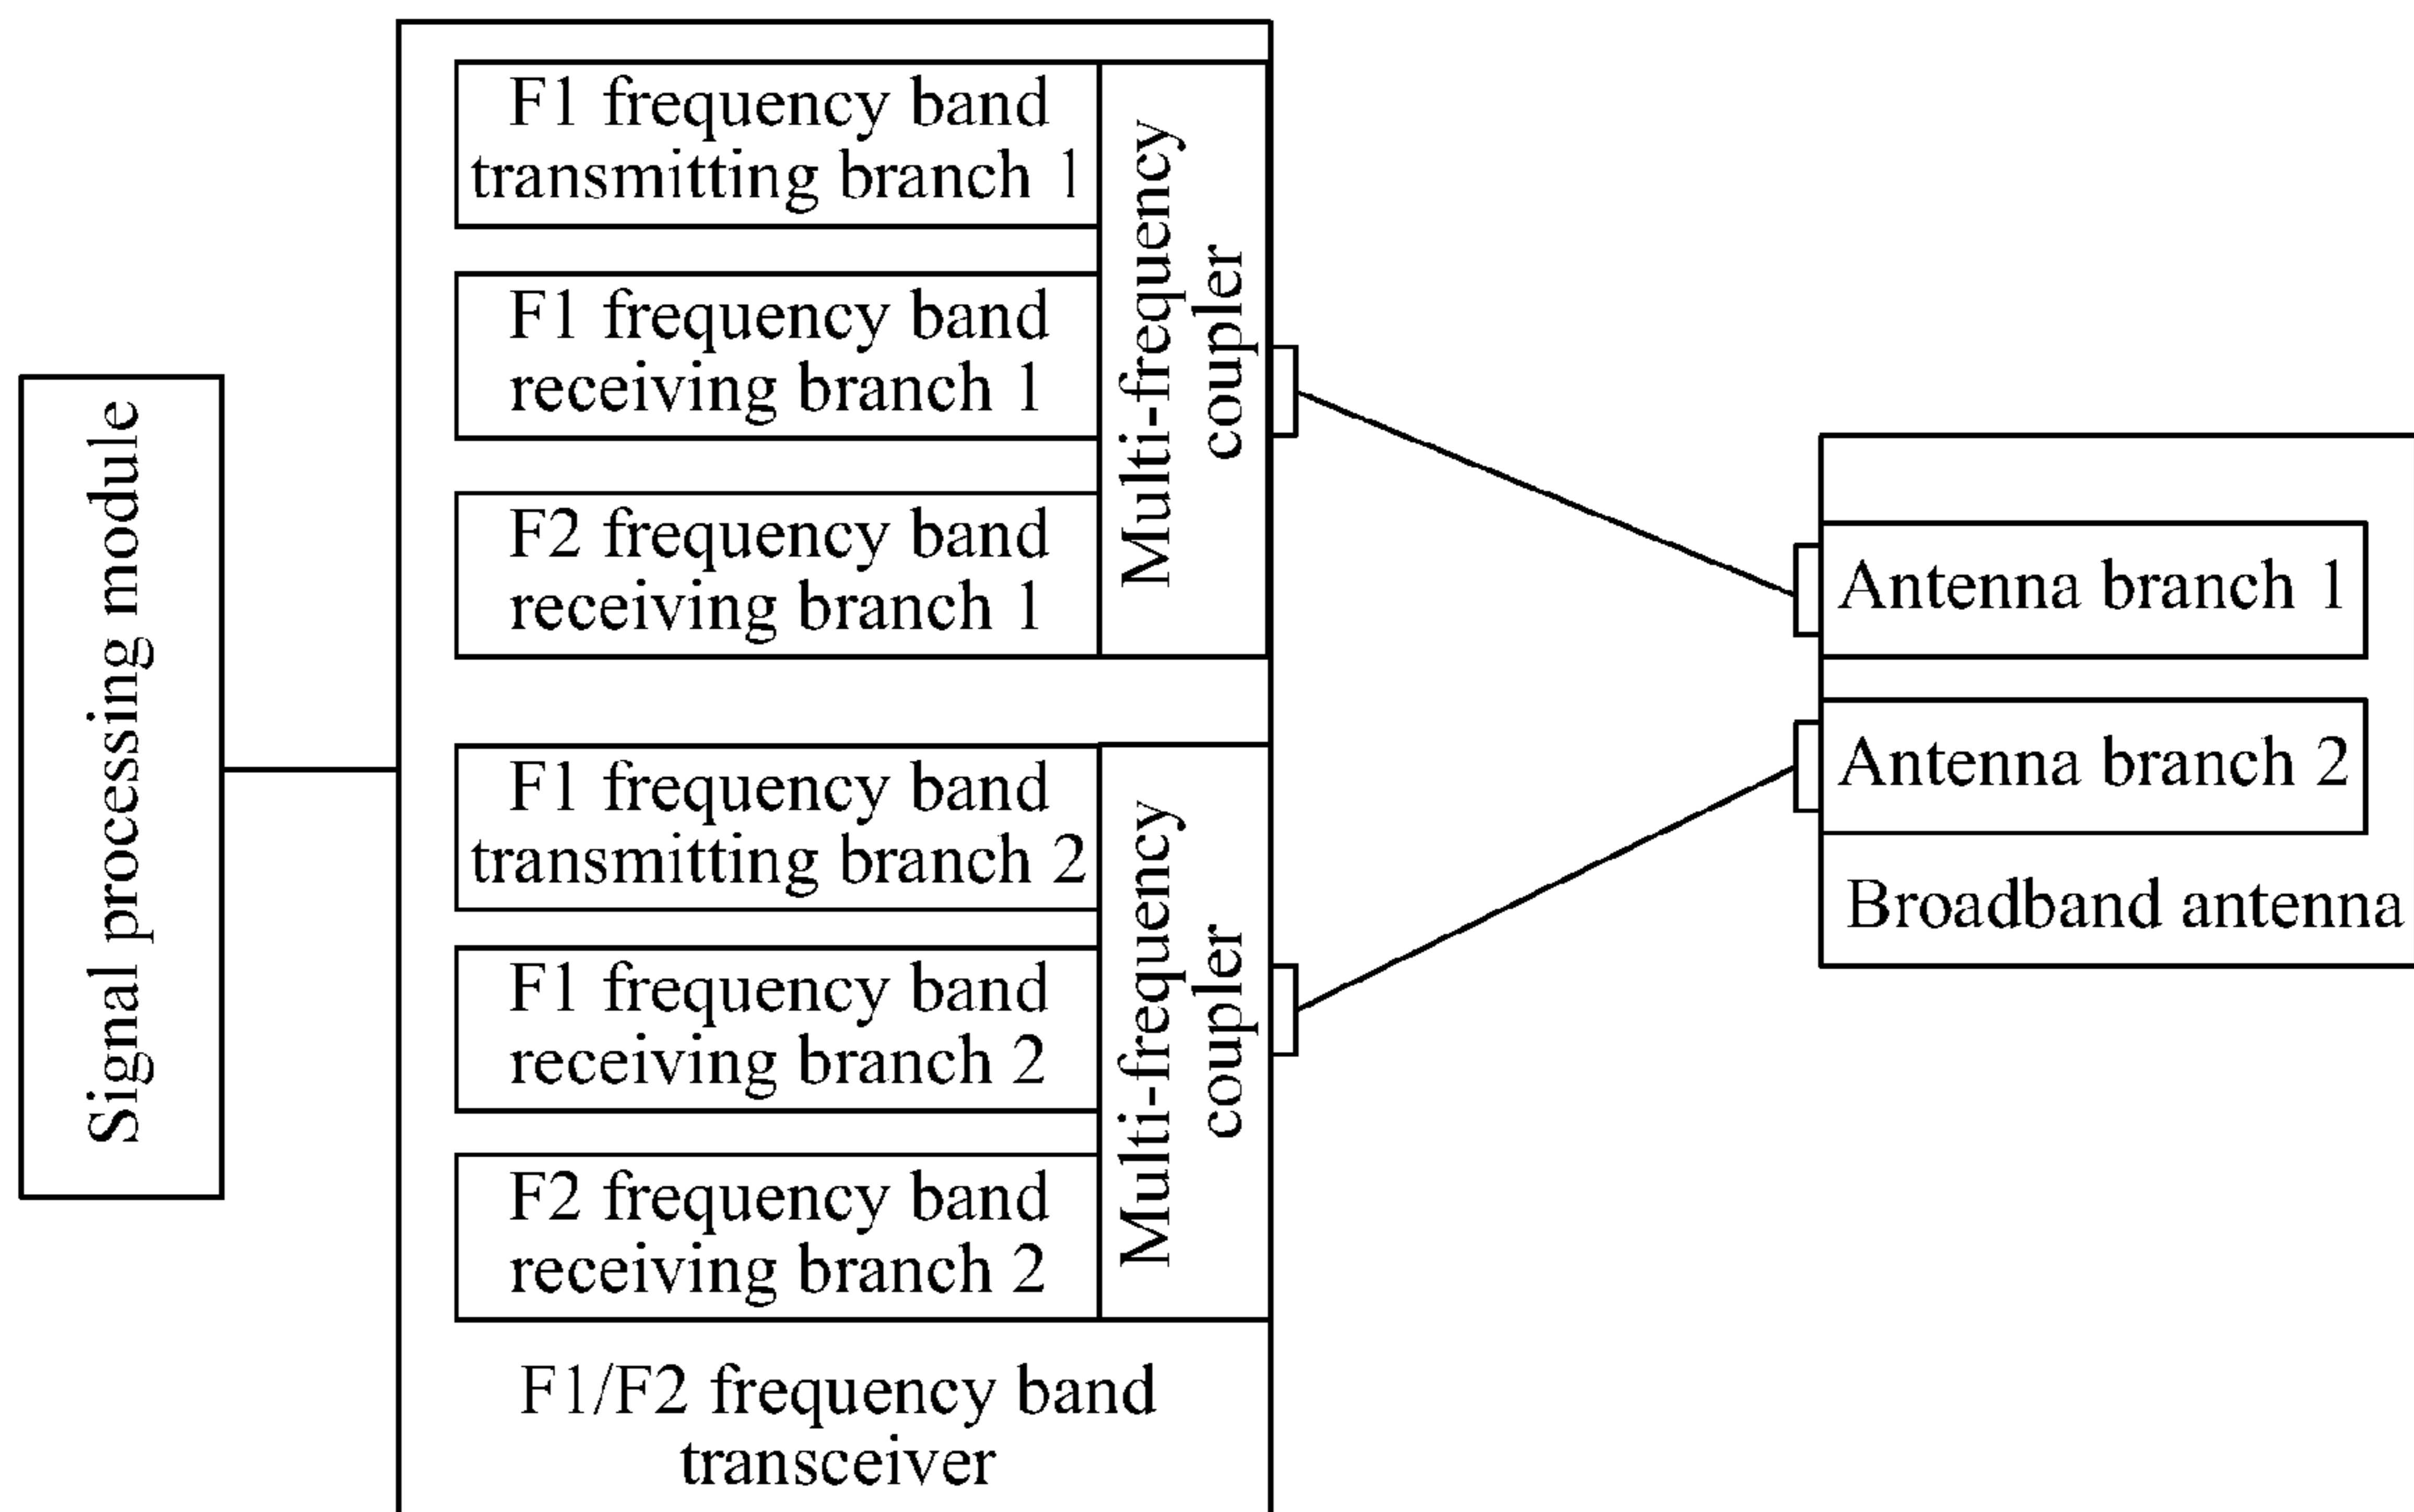 Signal processing module
F1 frequency band
transmitting branch 1
F1 frequency band
receiving branch 1
F2 frequency band
receiving branch 1
Multi-frequency
coupler
F1 frequency band
transmitting branch 2
F1 frequency band
receiving branch 2
F2 frequency band
receiving branch 2
Multi-frequency
coupler
F1/F2 frequency band
transceiver
Antenna branch 1
Antenna branch 2
Broadband antenna